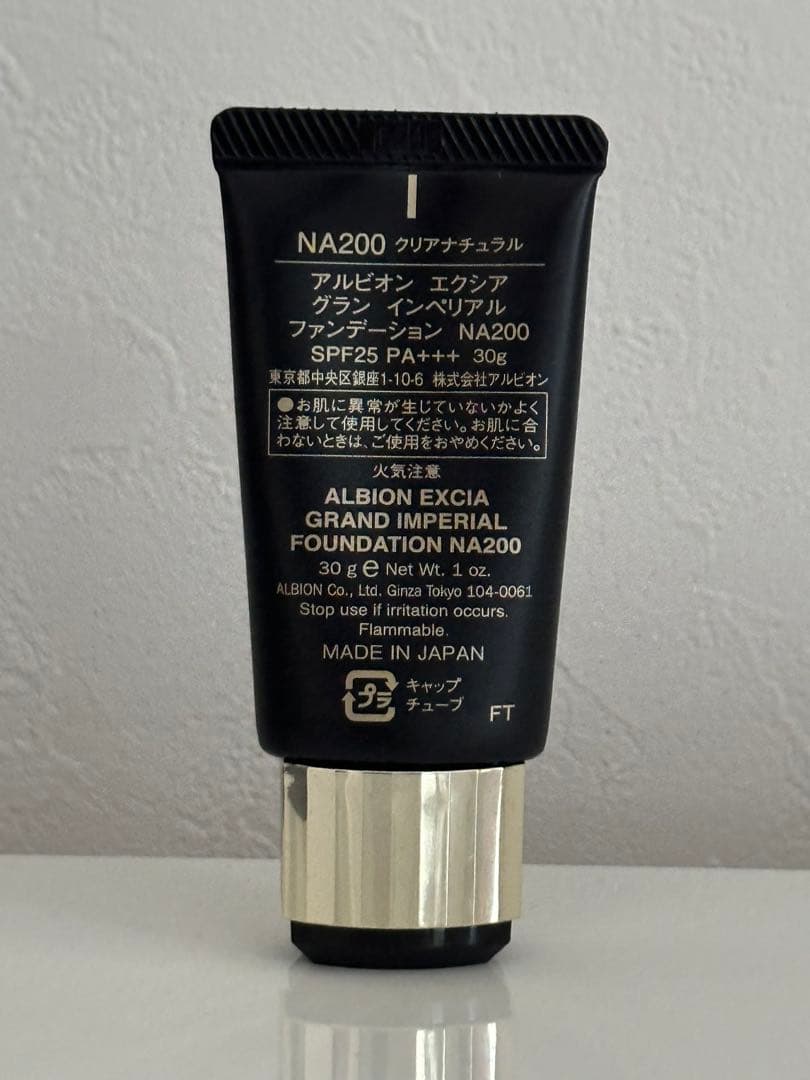 NA200 クリアナチュラル
アルビオン エクシア
グラン インペリアル
ファンデーション NA200
SPF25 PA+++ 30g
東京都中央区銀座1-10-6 株式会社アルビオン
●お肌に異常が生じていないかよく
注意して使用してください。お肌に合
わないときは、ご使用をおやめください。
火気注意
ALBION EXCIA
GRAND IMPERIAL
FOUNDATION NA200
30 g e Net Wt. 1 oz.
ALBION Co., Ltd. Ginza Tokyo 104-0061
Stop use if irritation occurs.
Flammable.
MADE IN JAPAN
プラ キャップ
チューブ
FT